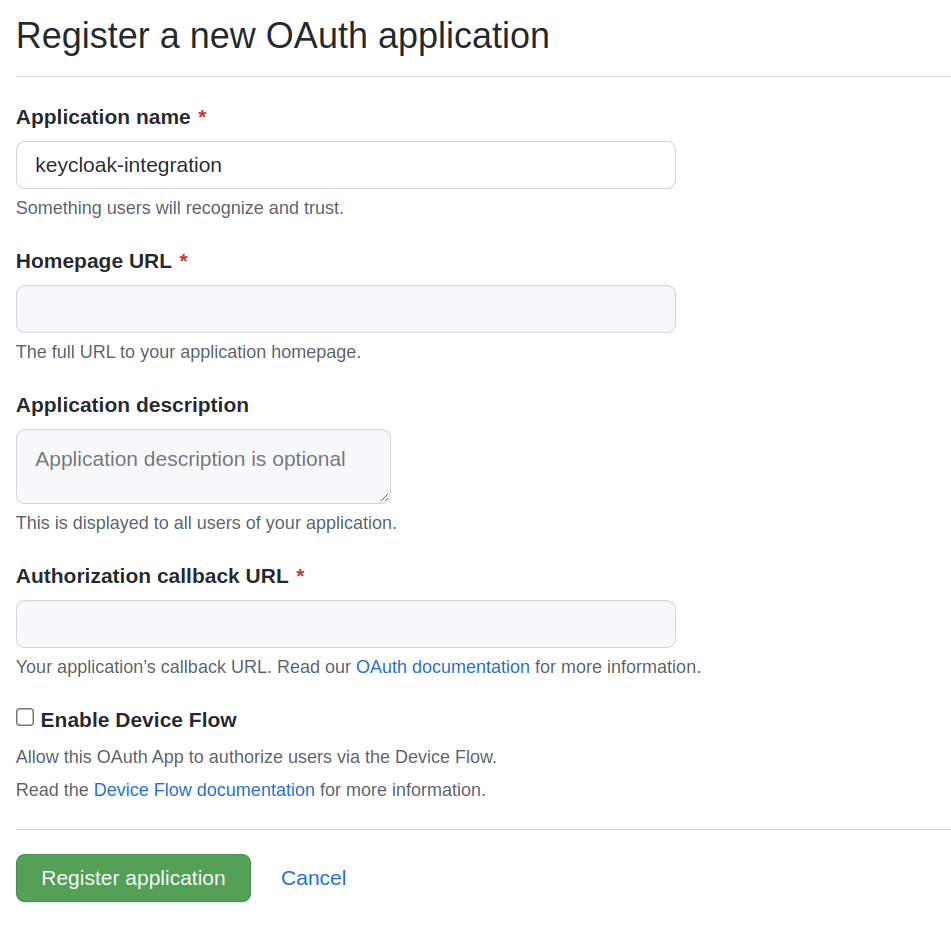 Register a new OAuth application
Application name *
keycloak-integration
Something users will recognize and trust.
Homepage URL *
The full URL to your application homepage.
Application description
Application description is optional
This is displayed to all users of your application.
Authorization callback URL *
Your application’s callback URL. Read our OAuth documentation for more information.
Enable Device Flow
Allow this OAuth App to authorize users via the Device Flow.
Read the Device Flow documentation for more information.
Register application Cancel